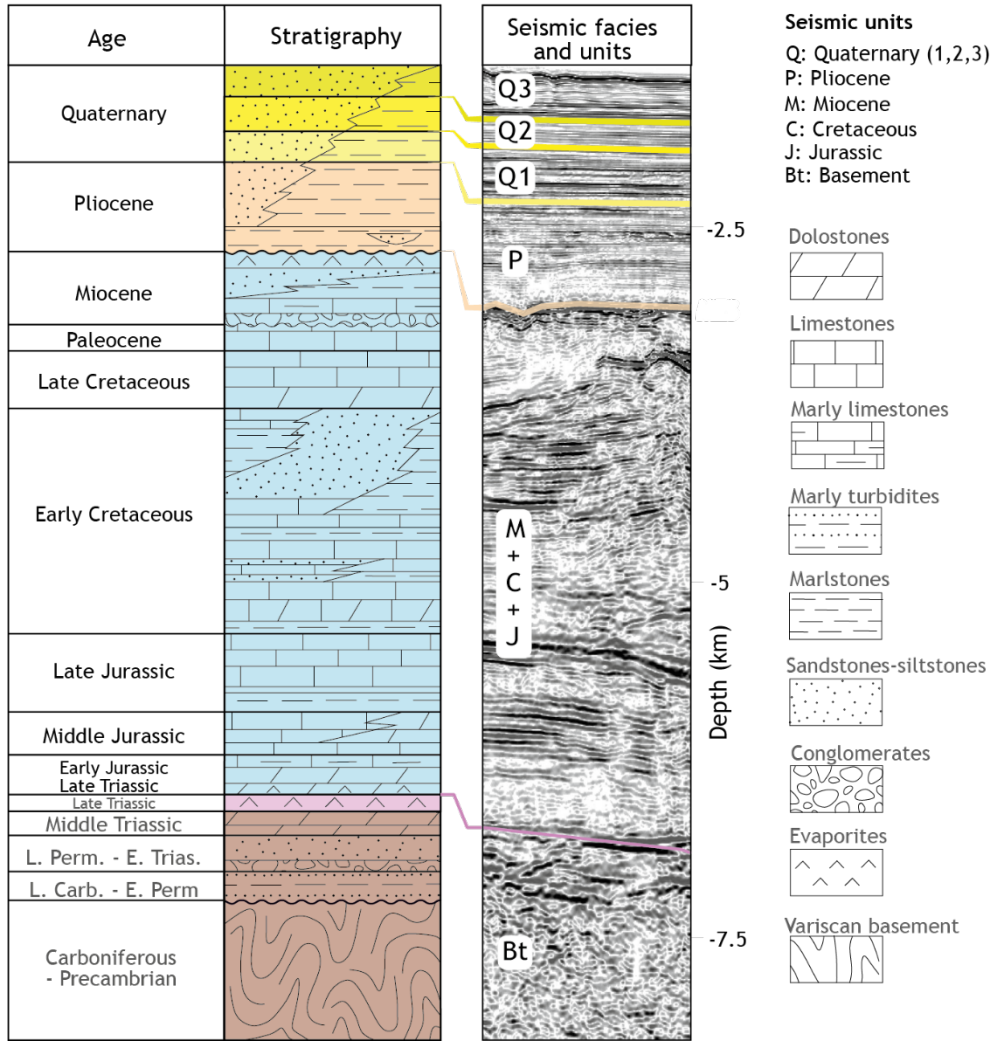 Age
Stratigraphy
Seismic facies
and units
Quaternary
Pliocene
Miocene
Paleocene
Late Cretaceous
Early Cretaceous
Late Jurassic
Middle Jurassic
Early Jurassic
Late Triassic
Late Triassic
Middle Triassic
L. Perm. - E. Trias.
L. Carb. - E. Perm
Carboniferous
- Precambrian
Q3
Q2
Q1
P
M
+
C
+
J
Bt
-2.5
-5
-7.5
Depth (km)
Seismic units
Q: Quaternary (1,2,3)
P: Pliocene
M: Miocene
C: Cretaceous
J: Jurassic
Bt: Basement
Dolostones
Limestones
Marly limestones
Marly turbidites
Marlstones
Sandstones-siltstones
Conglomerates
Evaporites
Variscan basement